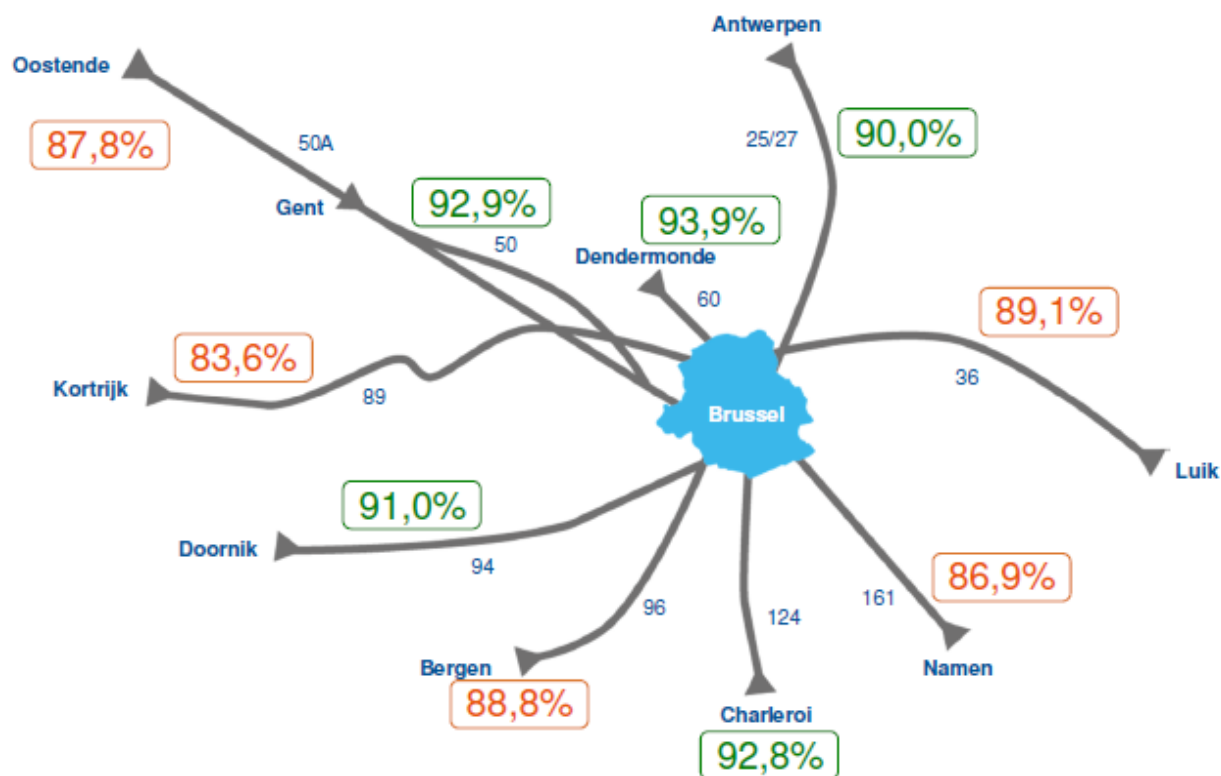 Antwerpen
Oostende
87,8%
50A
25/27
90,0%
Gent
92,9%
50
93,9%
Dendermonde
60
89,1%
36
83,6%
Kortrijk
89
Brussel
Luik
91,0%
Doornik
94
96
124
161
86,9%
Bergen
88,8%
Namen
Charleroi
92,8%